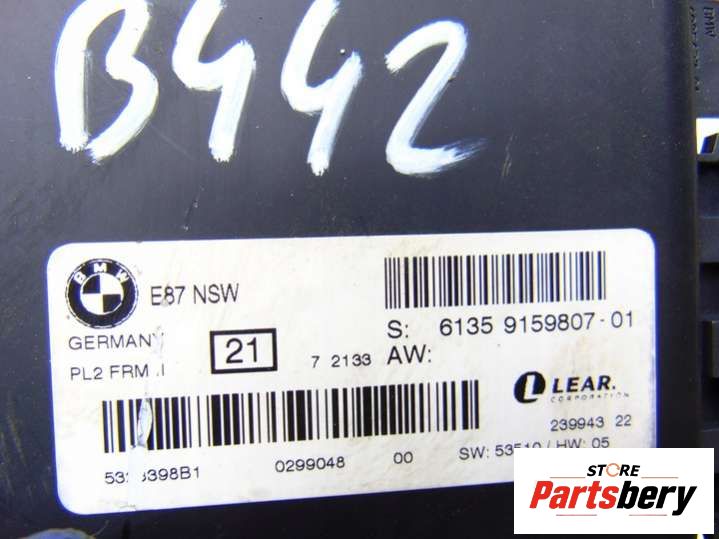 B442
BMW
E87 NSW
GERMANY
21
7 2133
PL2 FRM
S: 6135 9159807-01
AW:
LEAR.
CORPORATION
239943 22
0299048
00
SW: 53510 / HW: 05
STORE
Partsbery